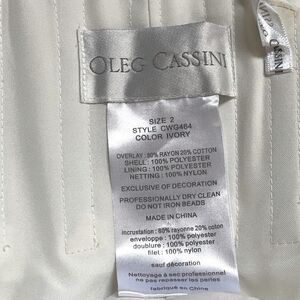 OLEG CASSINI
CASSINI
SIZE 2
STYLE CWG464
COLOR IVORY
OVERLAY : 80% RAYON 20% COTTON
SHELL : 100% POLYESTER
LINING : 100% POLYESTER
NETTING : 100% NYLON
EXCLUSIVE OF DECORATION
PROFESSIONALLY DRY CLEAN
DO NOT IRON BEADS
MADE IN CHINA
incrustation : 80% rayonne 20% coton
enveloppe : 100% polyester
doublure : 100% polyester
filet : 100% nylon
sauf décoration
Nettoyage à sec professionnel
ne pas repasser les perles
fabriqué en Chine